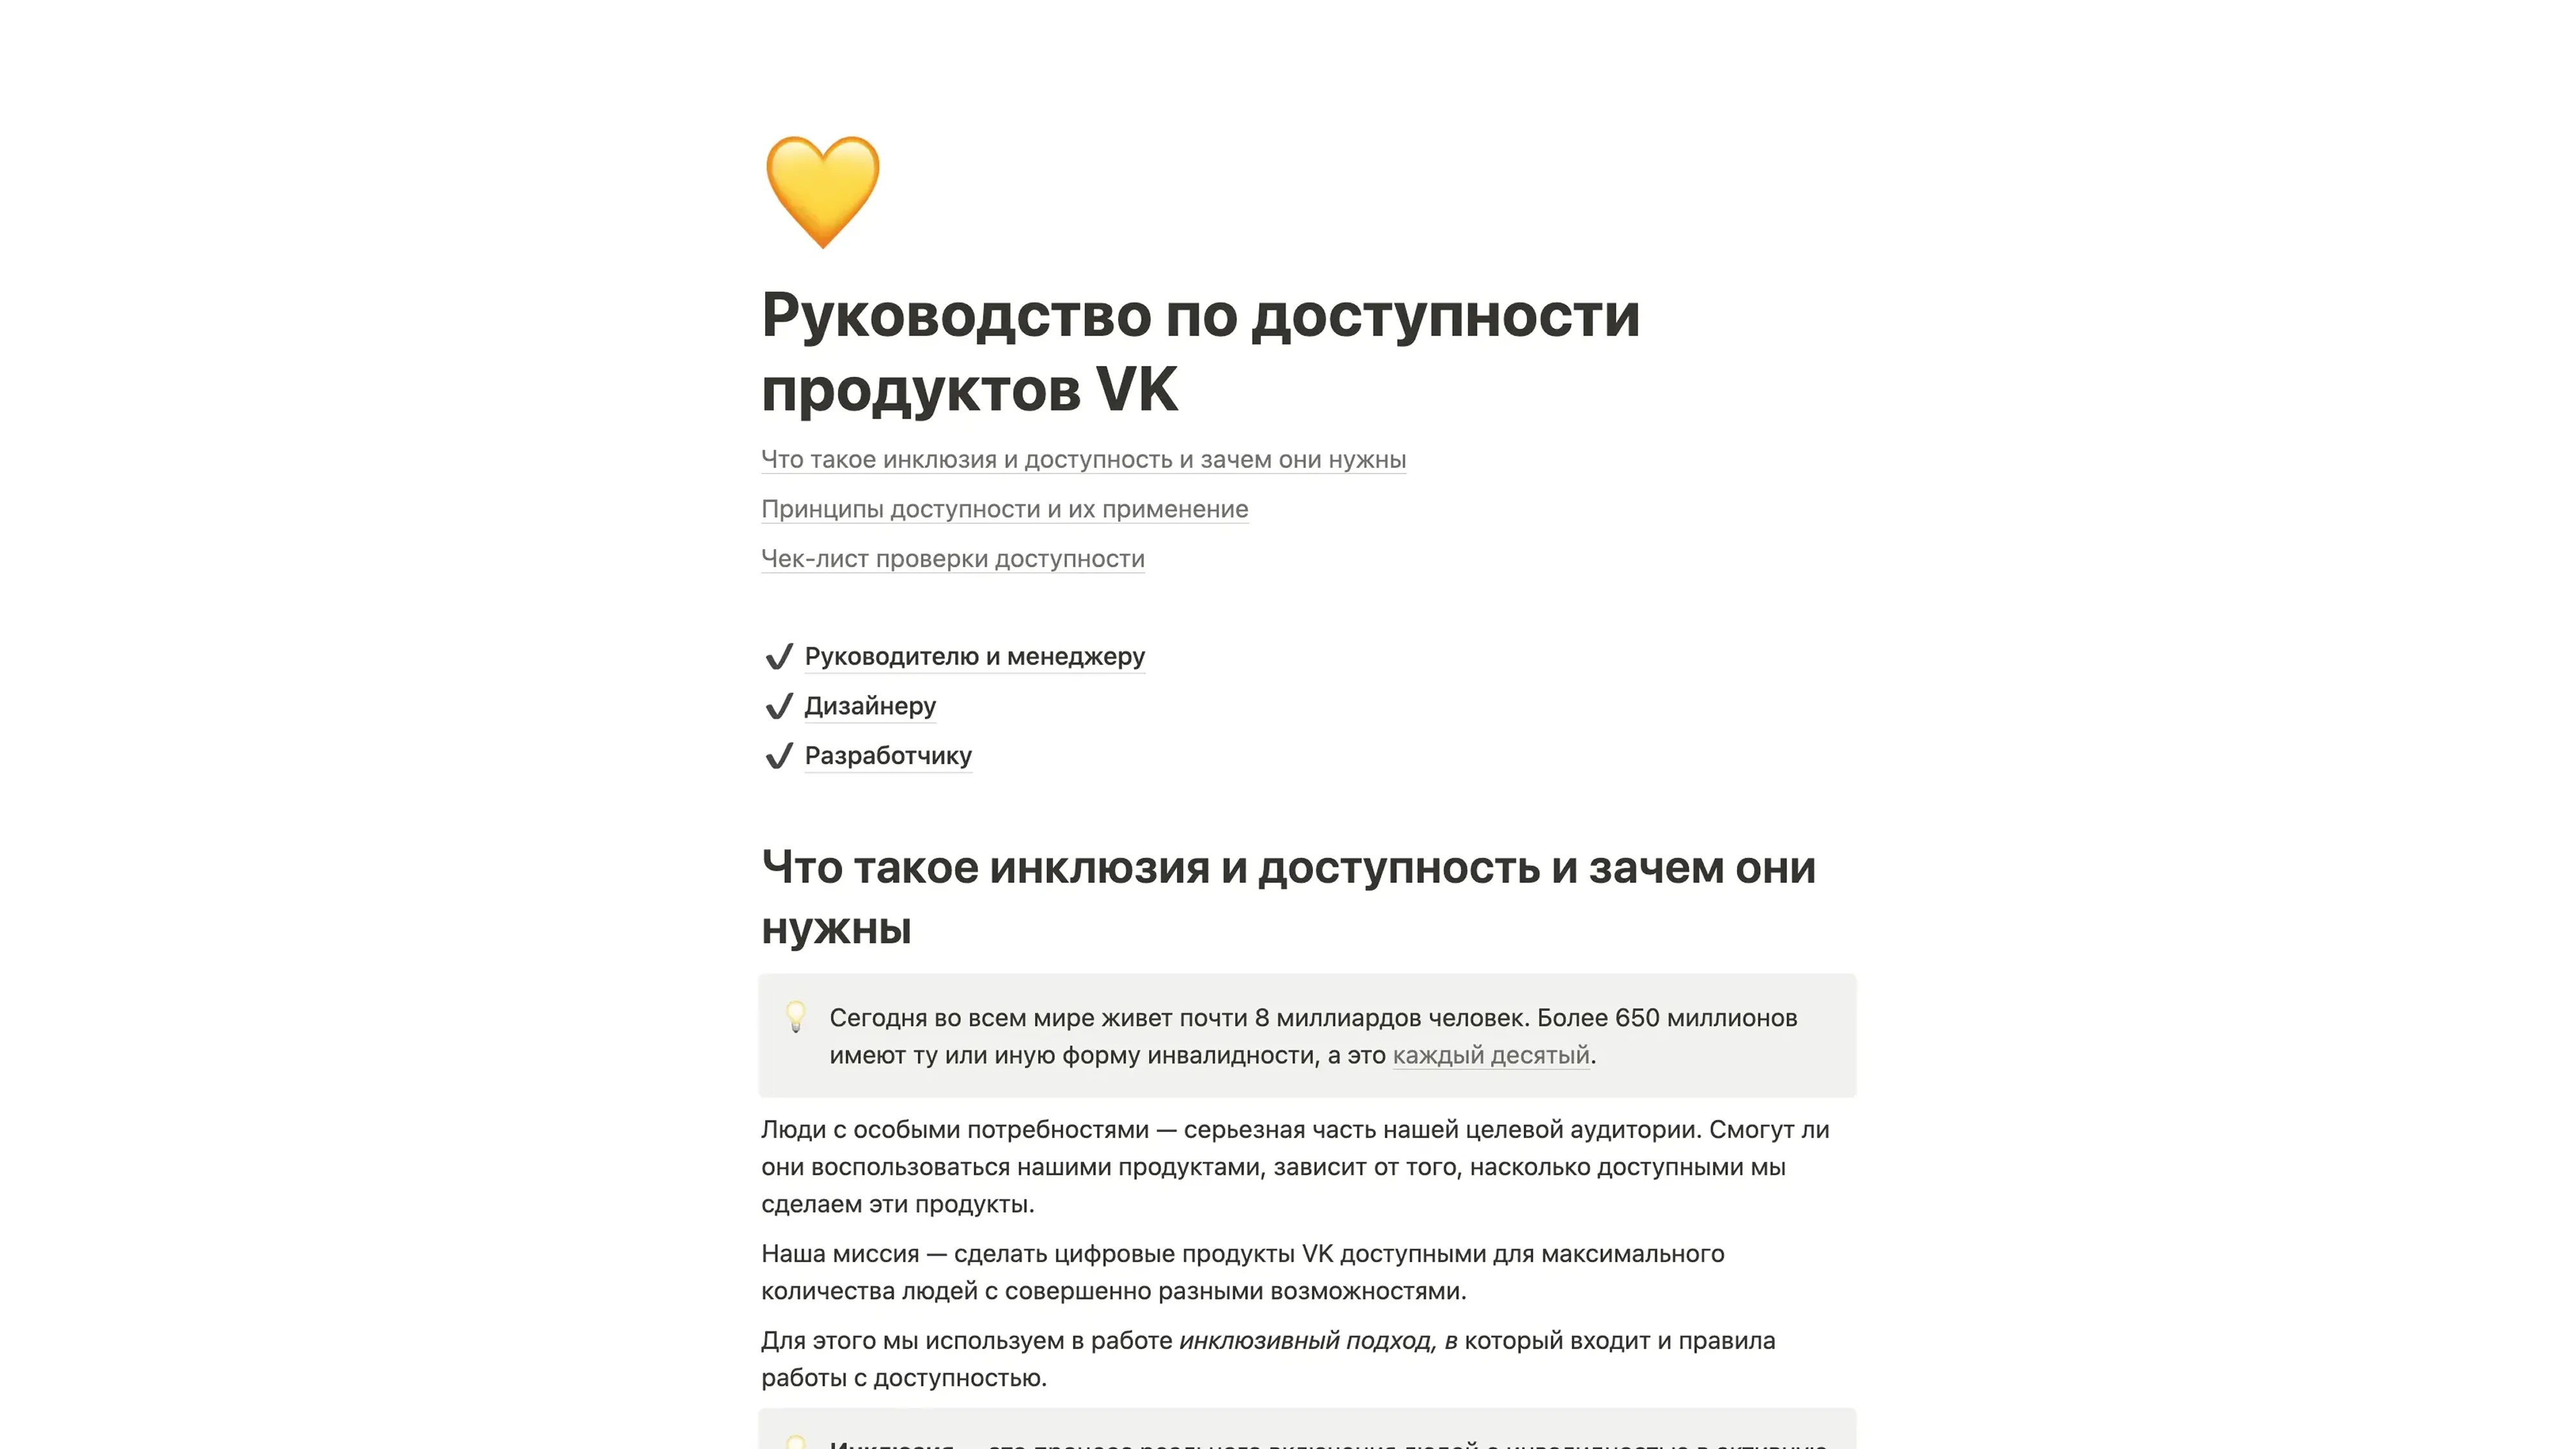 Руководство по доступности
продуктов VK
Что такое инклюзия и доступность и зачем они нужны
Принципы доступности и их применение
Чек-лист проверки доступности
✔️ Руководителю и менеджеру
✔️ Дизайнеру
✔️ Разработчику
Что такое инклюзия и доступность и зачем они
нужны
Сегодня во всем мире живет почти 8 миллиардов человек. Более 650 миллионов
имеют ту или иную форму инвалидности, а это каждый десятый.
Люди с особыми потребностями — серьезная часть нашей целевой аудитории. Смогут ли
они воспользоваться нашими продуктами, зависит от того, насколько доступными мы
сделаем эти продукты.
Наша миссия — сделать цифровые продукты VK доступными для максимального
количества людей с совершенно разными возможностями.
Для этого мы используем в работе инклюзивный подход, в который входит и правила
работы с доступностью.